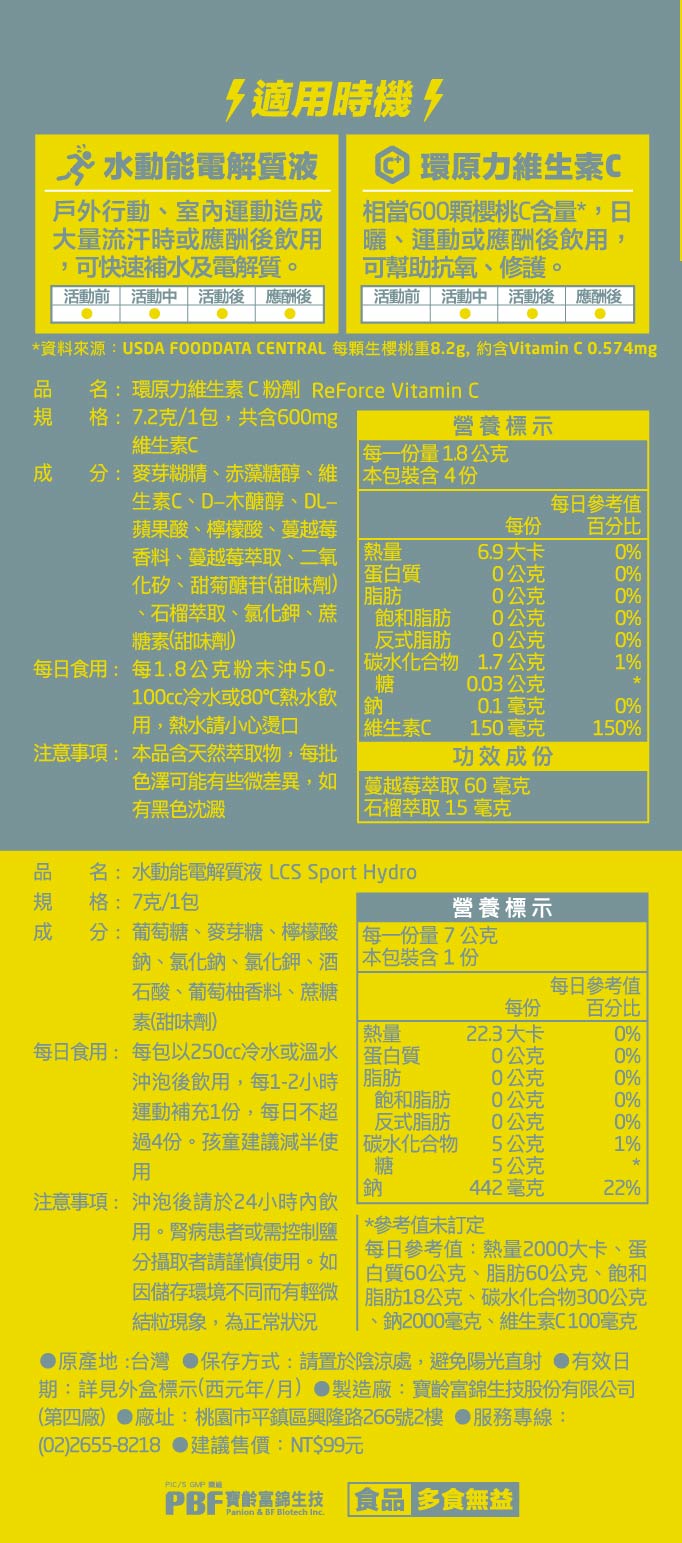 適用時機
水動能電解質液
戶外行動、室內運動造成
大量流汗時或應酬後飲用
，可快速補水及電解質。
活動前 活動中 活動後 應酬後
環原力維生素C
相當600顆櫻桃C含量*，日
曬、運動或應酬後飲用，
可幫助抗氧、修護。
活動前 活動中 活動後 應酬後
*資料來源：USDA FOODDATA CENTRAL 每顆生櫻桃重8.2g, 約含Vitamin C 0.574mg
品 名：環原力維生素 C 粉劑 ReForce Vitamin C
規 格：7.2克/1包，共含600mg
維生素C
成 分：麥芽糊精、赤藻糖醇、維
生素C、D–木醣醇、DL–
蘋果酸、檸檬酸、蔓越莓
香料、蔓越莓萃取、二氧
化矽、甜菊醣苷(甜味劑)
、石榴萃取、氯化鉀、蔗
糖素(甜味劑)
每日食用：每1.8公克粉末沖50-
100cc冷水或80℃熱水飲
用，熱水請小心燙口
注意事項：本品含天然萃取物，每批
色澤可能有些微差異，如
有黑色沈澱
營養標示
每一份量 1.8 公克
本包裝含 4 份
每日參考值
每份 百分比
熱量 6.9 大卡 0%
蛋白質 0 公克 0%
脂肪 0 公克 0%
飽和脂肪 0 公克 0%
反式脂肪 0 公克 0%
碳水化合物 1.7 公克 1%
糖 0.03 公克 *
鈉 0.1 毫克 0%
維生素C 150 毫克 150%
功效成份
蔓越莓萃取 60 毫克
石榴萃取 15 毫克
品 名：水動能電解質液 LCS Sport Hydro
規 格：7克/1包
成 分：葡萄糖、麥芽糖、檸檬酸
鈉、氯化鈉、氯化鉀、酒
石酸、葡萄柚香料、蔗糖
素(甜味劑)
每日食用：每包以250cc冷水或溫水
沖泡後飲用，每1-2小時
運動補充1份，每日不超
過4份。孩童建議減半使
用
注意事項：沖泡後請於24小時內飲
用。腎病患者或需控制鹽
分攝取者請謹慎使用。如
因儲存環境不同而有輕微
結粒現象，為正常狀況
營養標示
每一份量 7 公克
本包裝含 1 份
每日參考值
每份 百分比
熱量 22.3 大卡 0%
蛋白質 0 公克 0%
脂肪 0 公克 0%
飽和脂肪 0 公克 0%
反式脂肪 0 公克 0%
碳水化合物 5 公克 1%
糖 5 公克 *
鈉 442 毫克 22%
*參考值未訂定
每日參考值：熱量2000大卡、蛋
白質60公克、脂肪60公克、飽和
脂肪18公克、碳水化合物300公克
、鈉2000毫克、維生素C 100毫克
●原產地 :台灣 ●保存方式：請置於陰涼處，避免陽光直射 ●有效日
期：詳見外盒標示(西元年/月) ●製造廠：寶齡富錦生技股份有限公司
(第四廠) ●廠址：桃園市平鎮區興隆路266號2樓 ●服務專線：
(02)2655-8218 ●建議售價：NT$99元
PIC/S GMP 藥廠
PBF 寶齡富錦生技
Panion & BF Biotech Inc.
食品 多食無益